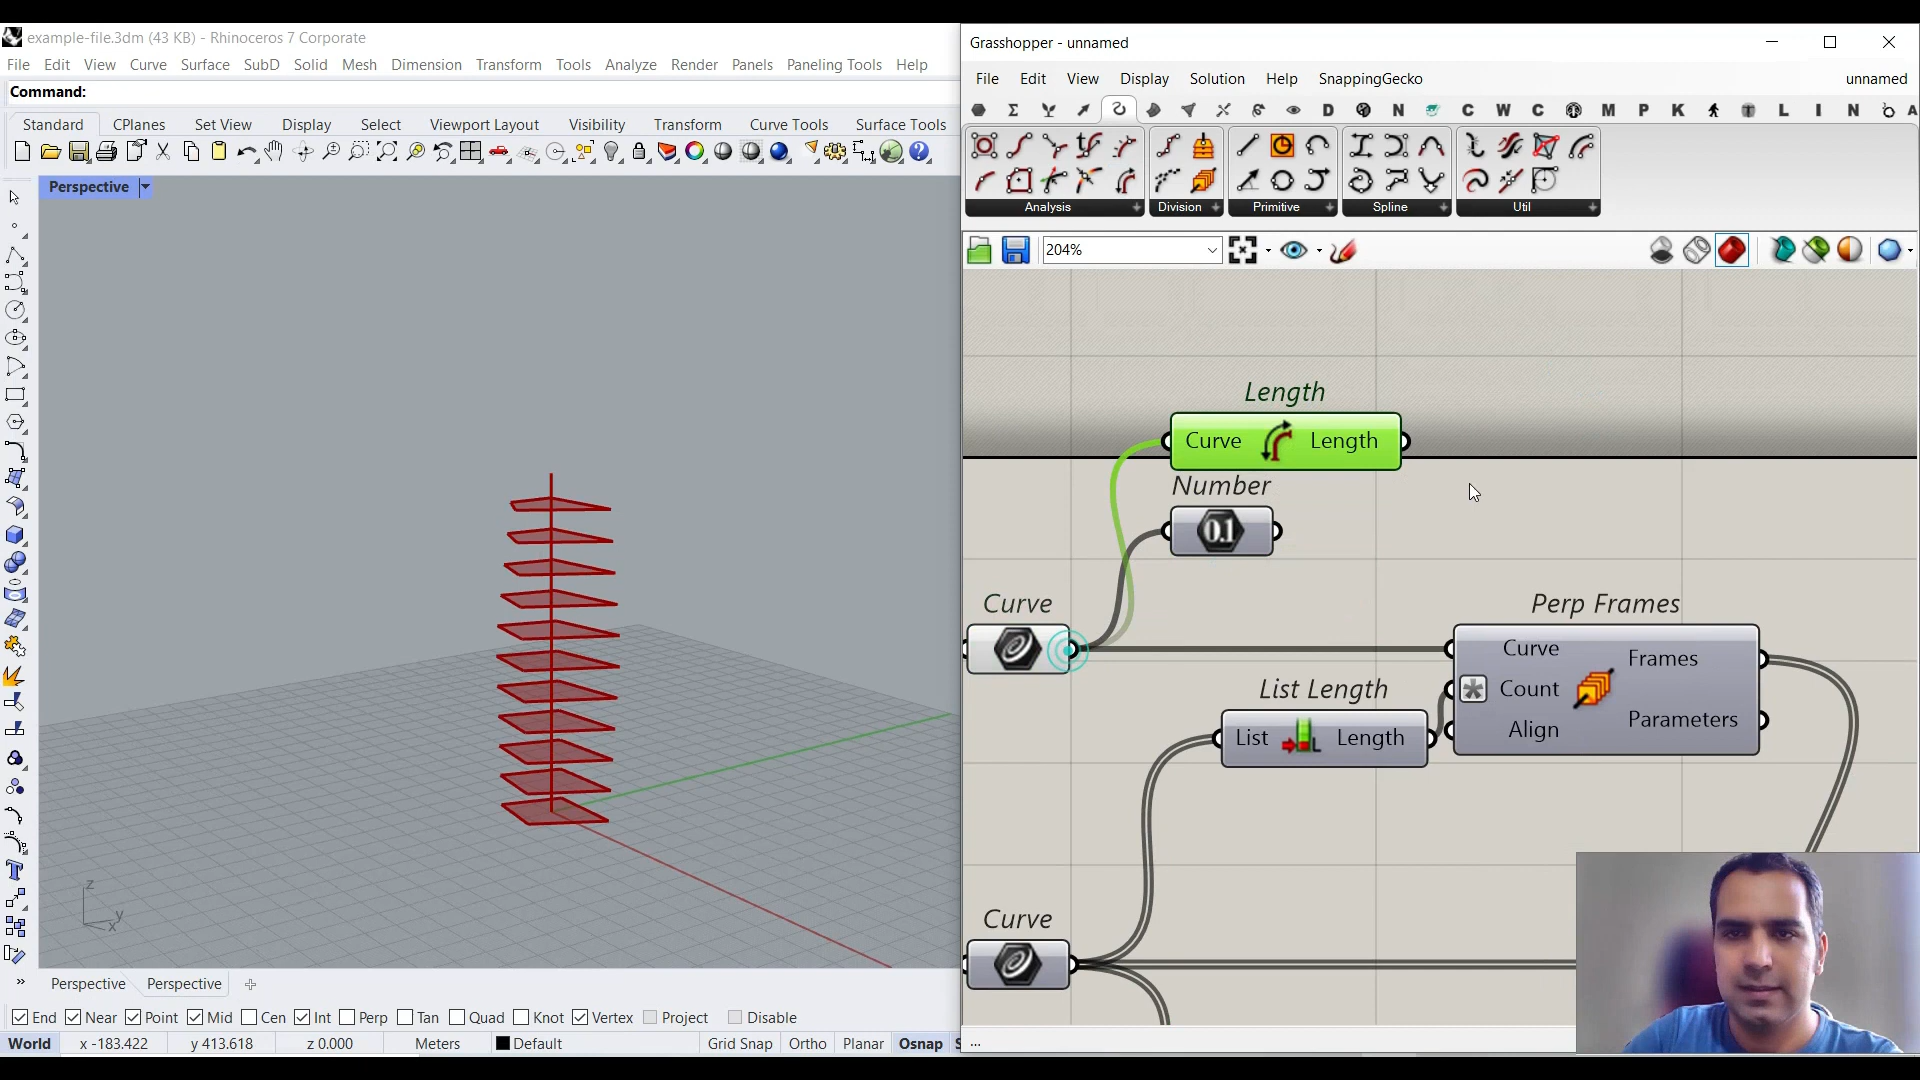 example-file.3dm (43 KB) - Rhinoceros 7 Corporate
File Edit View Curve Surface SubD Solid Mesh Dimension Transform Tools Analyze Render Panels Paneling Tools Help
Command:
Standard CPlanes Set View Display Select Viewport Layout Visibility Transform Curve Tools Surface Tools
Perspective
z
y
x
Perspective Perspective
End Near Point Mid Cen Int Perp Tan Quad Knot Vertex Project Disable
World x -183.422 y 413.618 z 0.000 Meters Default Grid Snap Ortho Planar Osnap S
Grasshopper - unnamed
File Edit View Display Solution Help SnappingGecko unnamed
D N C W C M P K L I N A
Analysis Division Primitive Spline Util
204%
Length
Curve Length
Number
0.1
Curve
Perp Frames
Curve Frames
Count
Align Parameters
List Length
List L Length
Curve
...